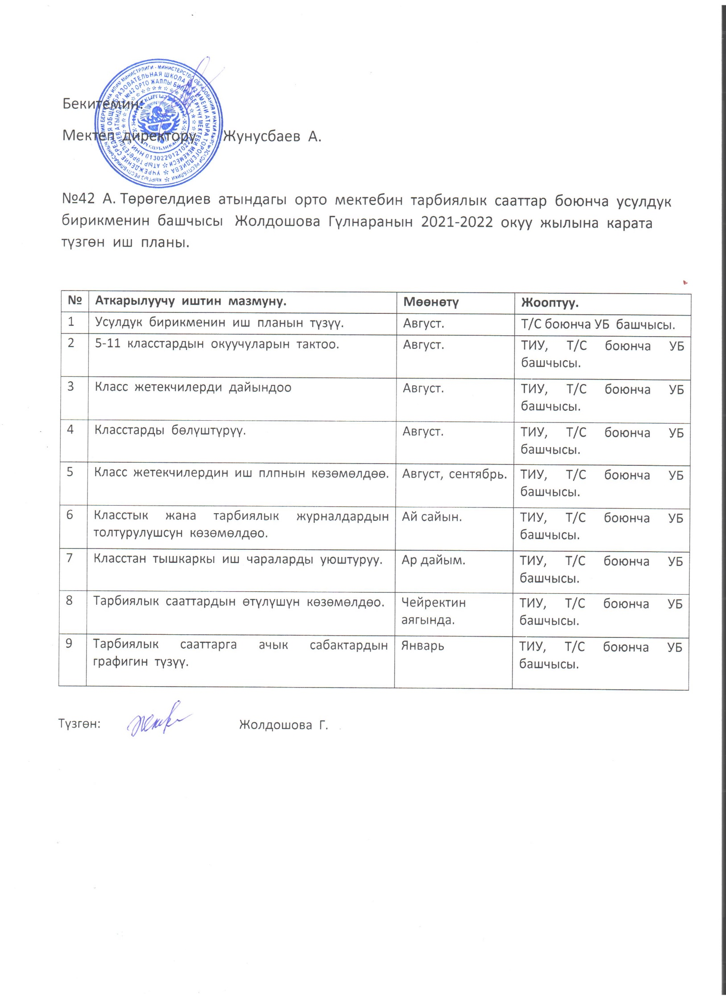 Бекитемин:
Мектеп директору Жунусбаев А.
№42 А. Төрөгелдиев атындагы орто мектебин тарбиялык сааттар боюнча усулдук
бирикменин башчысы Жолдошова Гүлнаранын 2021-2022 окуу жылына карата
түзгөн иш планы.
№ Аткарылуучу иштин мазмуну. Мөөнөтү Жооптуу.
1 Усулдук бирикменин иш планын түзүү. Август. Т/С боюнча УБ башчысы.
2 5-11 класстардын окуучуларын тактоо. Август. ТИУ, Т/С боюнча УБ
башчысы.
3 Класс жетекчилерди дайындоо Август. ТИУ, Т/С боюнча УБ
башчысы.
4 Класстарды бөлүштүрүү. Август. ТИУ, Т/С боюнча УБ
башчысы.
5 Класс жетекчилердин иш плпнын көзөмөлдөө. Август, сентябрь. ТИУ, Т/С боюнча УБ
башчысы.
6 Класстык жана тарбиялык журналдардын Ай сайын. ТИУ, Т/С боюнча УБ
толтурулушсун көзөмөлдөо. башчысы.
7 Класстан тышкаркы иш чараларды уюштуруу. Ар дайым. ТИУ, Т/С боюнча УБ
башчысы.
8 Тарбиялык сааттардын өтүлүшүн көзөмөлдөо. Чейректин ТИУ, Т/С боюнча УБ
аягында. башчысы.
9 Тарбиялык сааттарга ачык сабактардын Январь ТИУ, Т/С боюнча УБ
графигин түзүү. башчысы.
Түзгөн: Жолдошова Г.